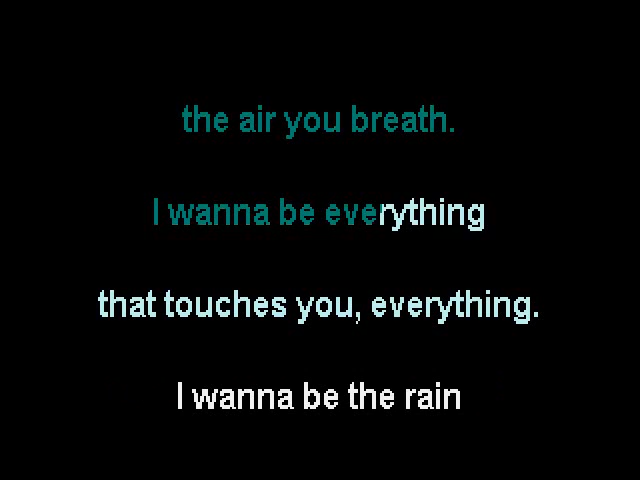 the air you breath.
I wanna be everything
that touches you, everything.
I wanna be the rain